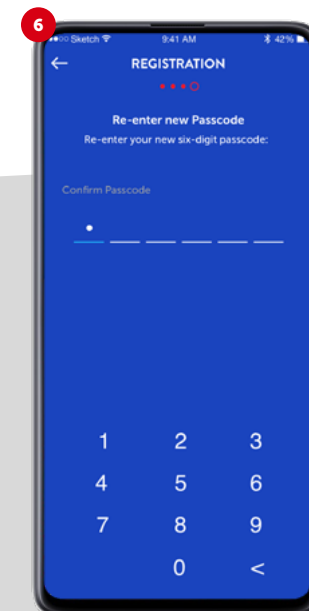 6
Sketch 9:41 AM 42%
REGISTRATION
Re-enter new Passcode
Re-enter your new six-digit passcode:
Confirm Passcode
1 2 3
4 5 6
7 8 9
0 <